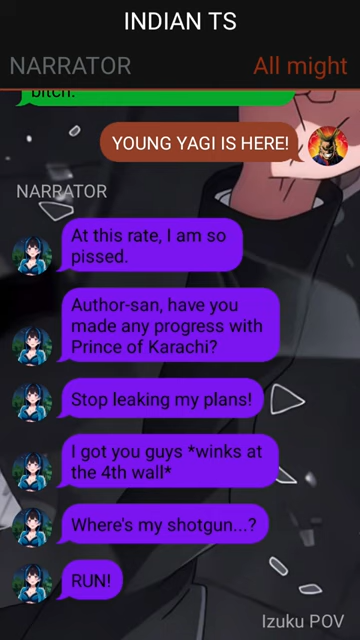 INDIAN TS
NARRATOR
All might
bitch.
YOUNG YAGI IS HERE!
NARRATOR
At this rate, I am so
pissed.
Author-san, have you
made any progress with
Prince of Karachi?
Stop leaking my plans!
I got you guys *winks at
the 4th wall*
Where's my shotgun...?
RUN!
Izuku POV